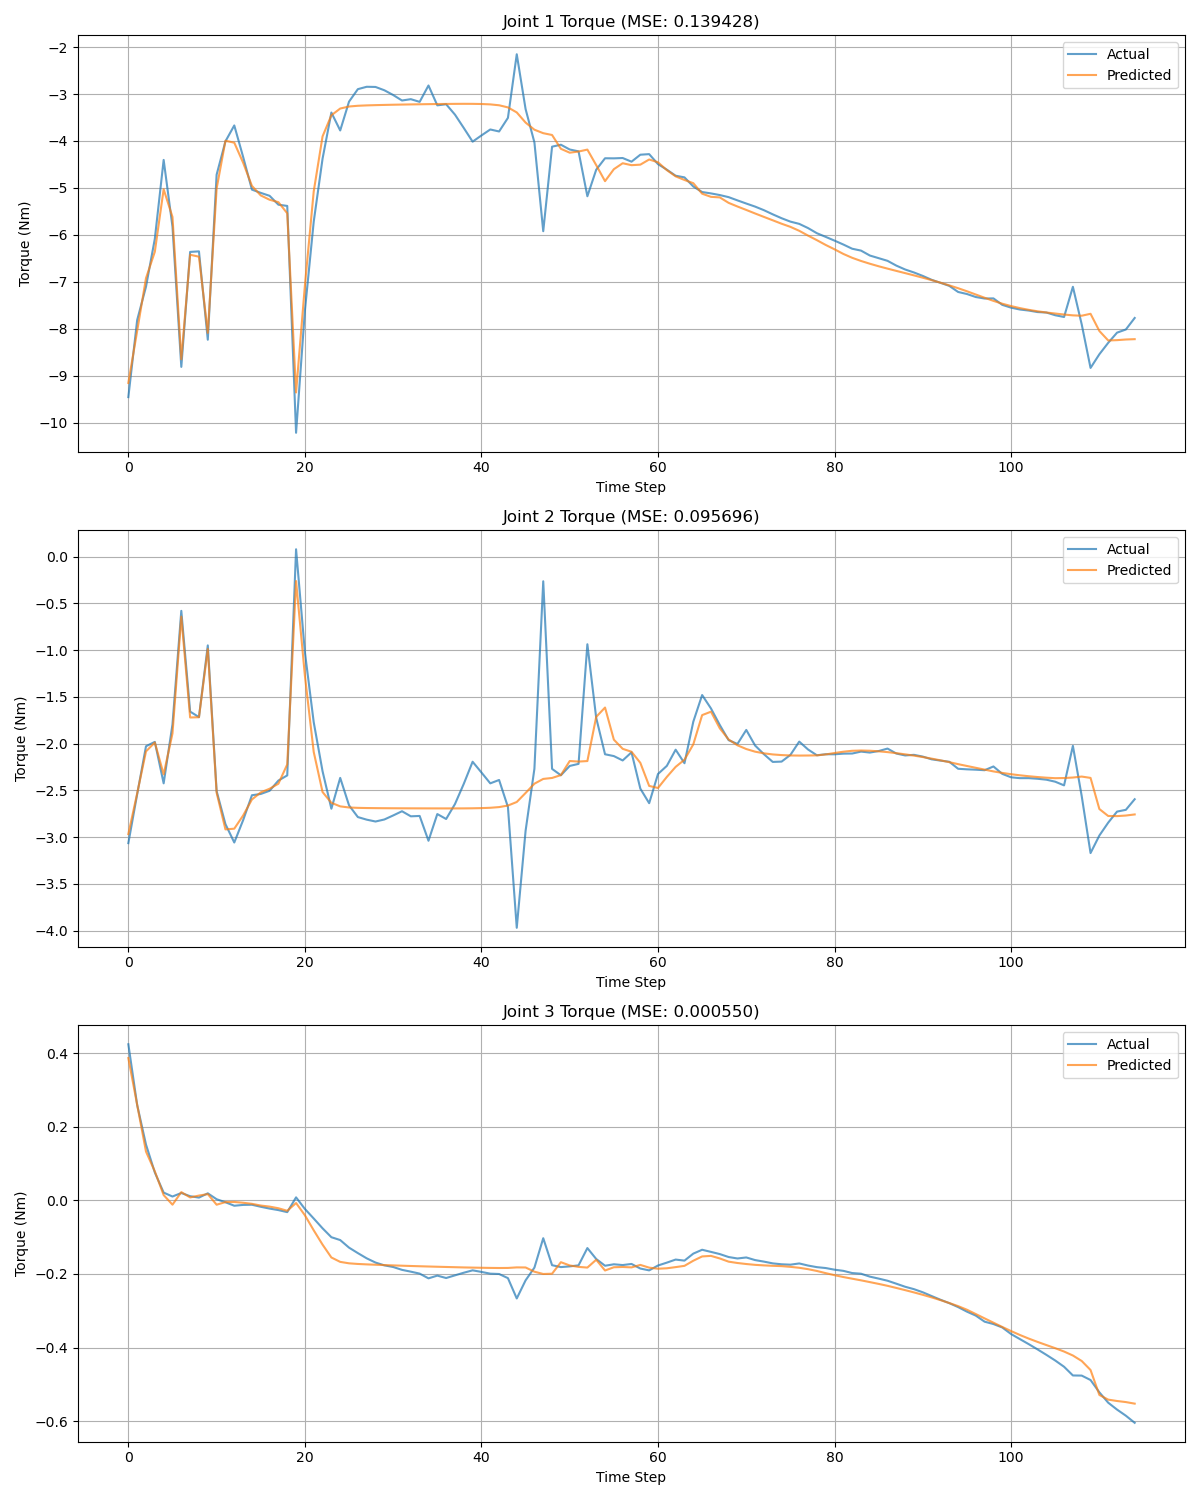 Joint 1 Torque (MSE: 0.139428)
−2
−3
−4
−5
−6
−7
−8
−9
−10
Torque (Nm)
Actual
Predicted
0 20 40 60 80 100
Time Step
Joint 2 Torque (MSE: 0.095696)
0.0
−0.5
−1.0
−1.5
−2.0
−2.5
−3.0
−3.5
−4.0
Torque (Nm)
Actual
Predicted
0 20 40 60 80 100
Time Step
Joint 3 Torque (MSE: 0.000550)
0.4
0.2
0.0
−0.2
−0.4
−0.6
Torque (Nm)
Actual
Predicted
0 20 40 60 80 100
Time Step